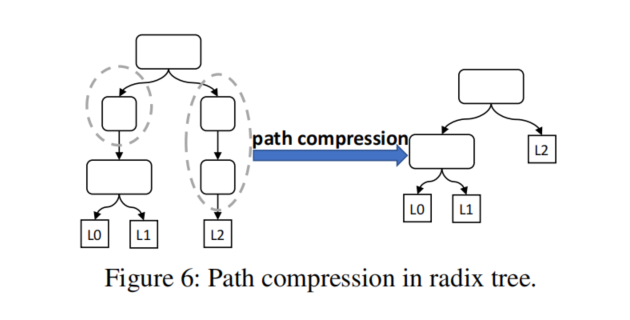 path compression
L2
L0 L1
L0 L1 L2
Figure 6: Path compression in radix tree.